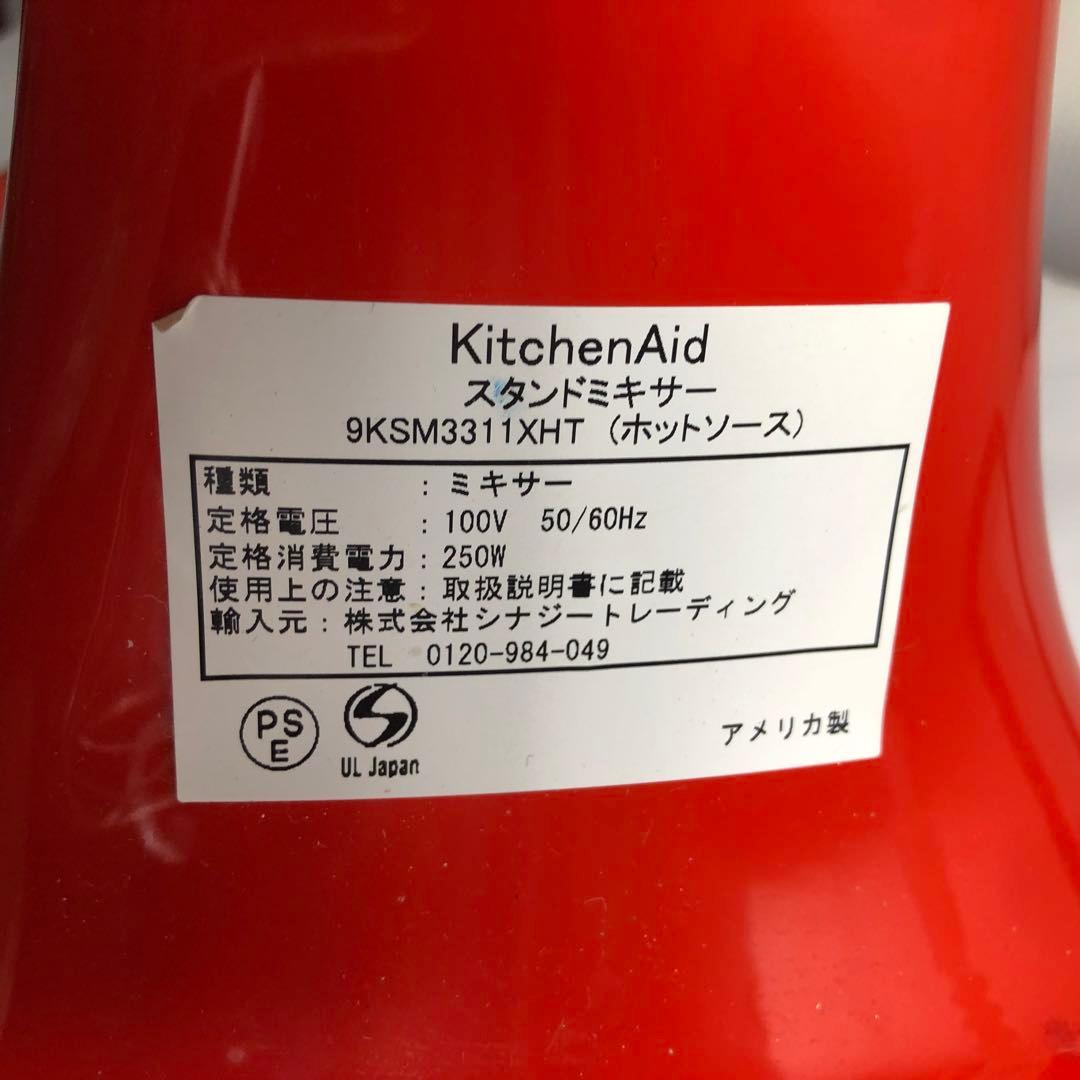 KitchenAid
スタンドミキサー
9KSM3311XHT (ホットソース)
種類 : ミキサー
定格電圧 : 100V 50/60Hz
定格消費電力 : 250W
使用上の注意 : 取扱説明書に記載
輸入元 : 株式会社シナジートレーディング
TEL 0120-984-049
PSE
UL Japan
アメリカ製